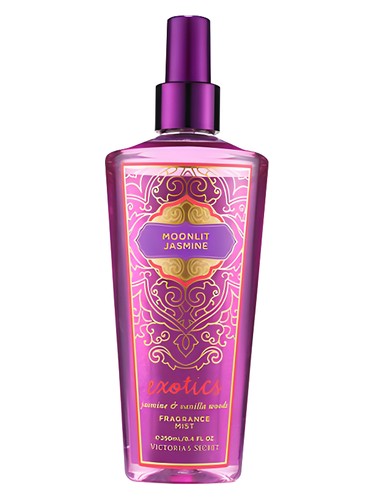 MOONLIT
JASMINE
exotics
jasmine & vanilla woods
FRAGRANCE
MIST
℮250mL/8.4 FL OZ
VICTORIA'S SECRET